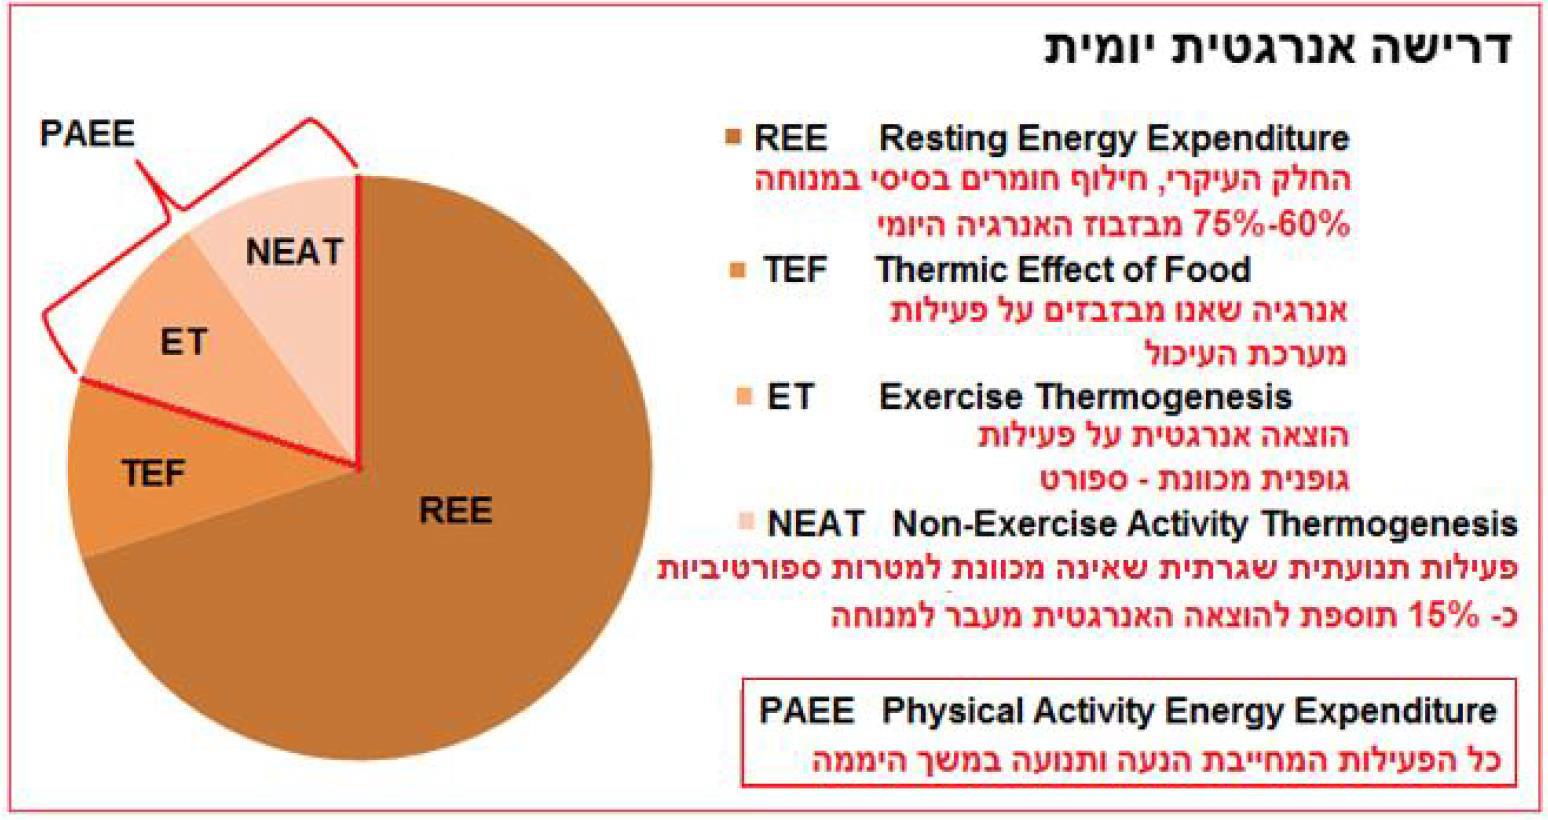 דרישה אנרגטית יומית
PAEE
NEAT
ET
TEF
REE
REE Resting Energy Expenditure
החלק העיקרי, חילוף חומרים בסיסי במנוחה
60%-75% מבזבוז האנרגיה היומי
TEF Thermic Effect of Food
אנרגיה שאנו מבזבזים על פעילות
מערכת העיכול
ET Exercise Thermogenesis
הוצאה אנרגטית על פעילות
גופנית מכוונת - ספורט
NEAT Non-Exercise Activity Thermogenesis
פעילות תנועתית שגרתית שאינה מכוונת למטרות ספורטיביות
כ- 15% תוספת להוצאה האנרגטית מעבר למנוחה
PAEE Physical Activity Energy Expenditure
כל הפעילות המחייבת הנעה ותנועה במשך היממה